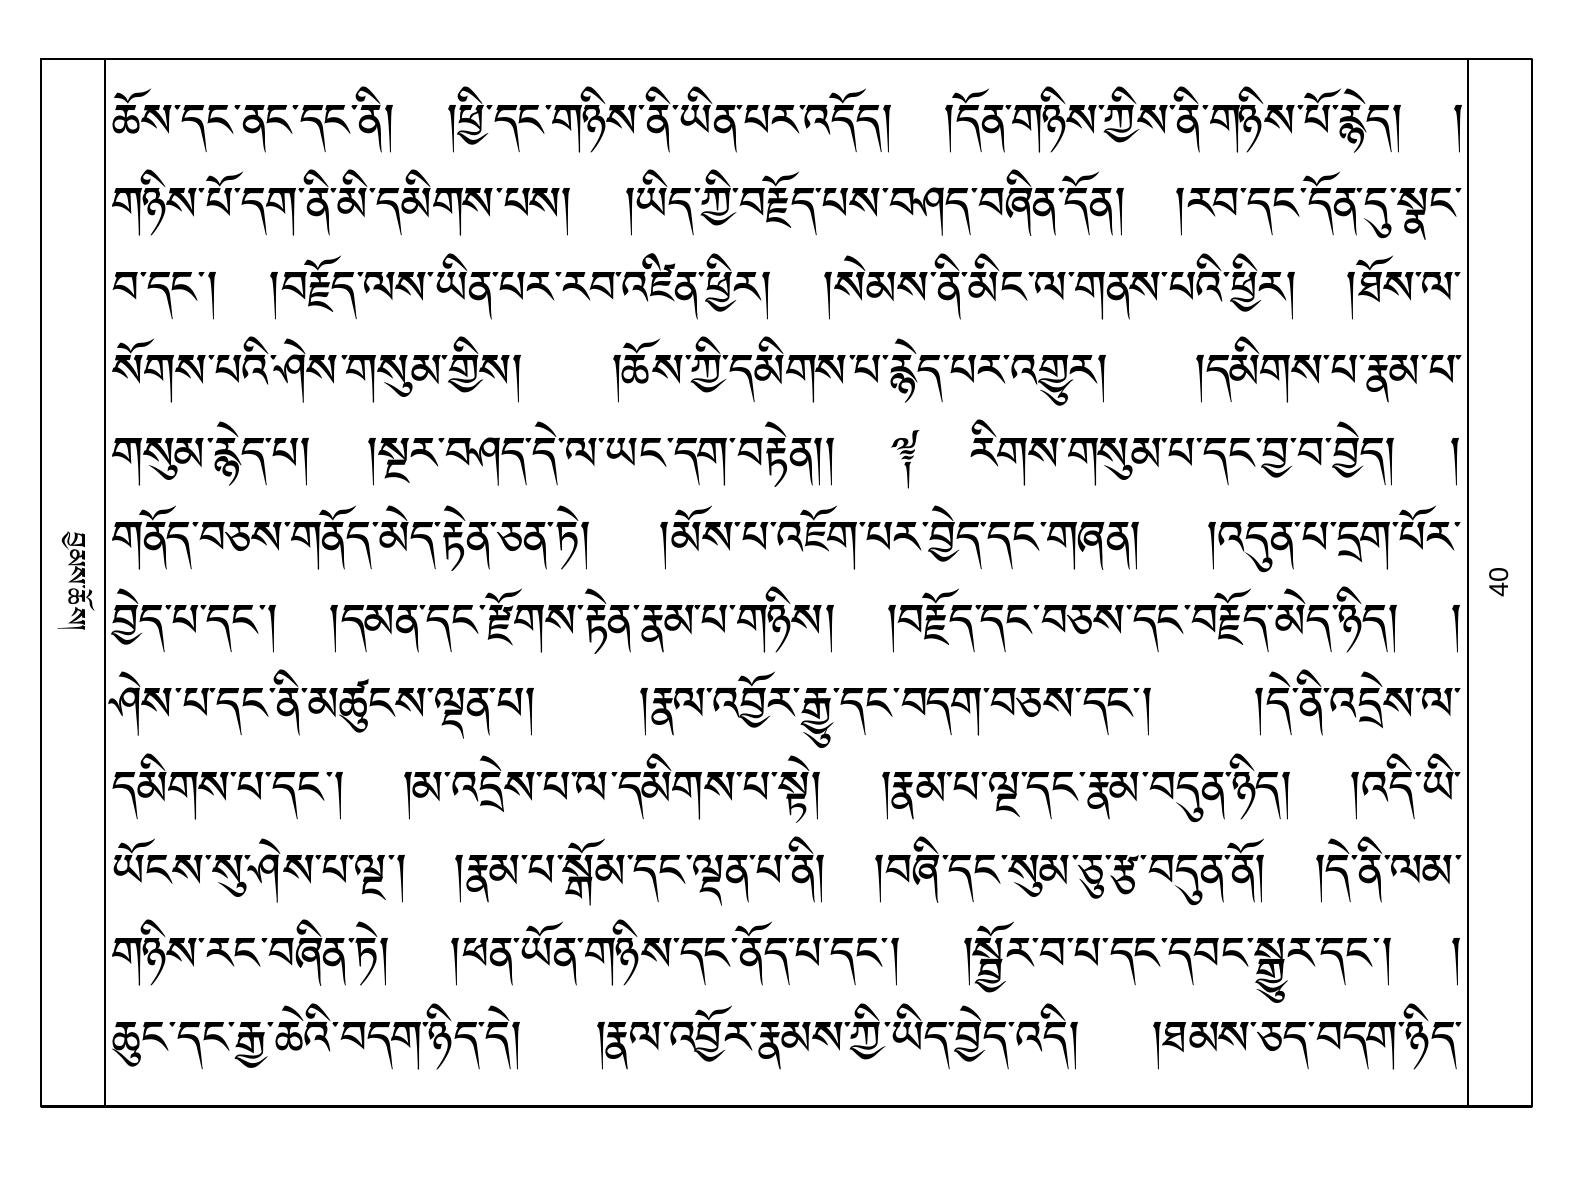 ཆོས་དང་ནང་དང་ནི། །ཕྱི་དང་གཉིས་ནི་ཡིན་པར་འདོད། །དོན་གཉིས་ཀྱིས་ནི་གཉིས་པོ་རྙེད། །
གཉིས་པོ་དག་ནི་མི་དམིགས་པས། །ཡིད་ཀྱི་བརྗོད་པས་བཤད་བཞིན་དོན། །རབ་དང་དོན་དུ་སྣང་
བ་དང་། །བརྗོད་ལས་ཡིན་པར་རབ་འཛིན་ཕྱིར། །སེམས་ནི་མིང་ལ་གནས་པའི་ཕྱིར། །ཐོས་ལ་
སོགས་པའི་ཤེས་གསུམ་གྱིས། །ཆོས་ཀྱི་དམིགས་པ་རྙེད་པར་འགྱུར། །དམིགས་པ་རྣམ་པ་
གསུམ་རྙེད་པ། །སྔར་བཤད་དེ་ལ་ཡང་དག་བརྟེན།། ༈ རིགས་གསུམ་པ་དང་བྱ་བ་བྱེད། །
གནོད་བཅས་གནོད་མེད་རྟེན་ཅན་ཏེ། །མོས་པ་འཇོག་པར་བྱེད་དང་གཞན། །འདུན་པ་དྲག་པོར་
བྱེད་པ་དང་། །དམན་དང་རྫོགས་རྟེན་རྣམ་པ་གཉིས། །བརྗོད་དང་བཅས་དང་བརྗོད་མེད་ཉིད། །
ཤེས་པ་དང་ནི་མཚུངས་ལྡན་པ། །རྣལ་འབྱོར་རྒྱུ་དང་བདག་བཅས་དང་། །དེ་ནི་འདྲེས་ལ་
དམིགས་པ་དང་། །མ་འདྲེས་པ་ལ་དམིགས་པ་སྟེ། །རྣམ་པ་ལྔ་དང་རྣམ་བདུན་ཉིད། །འདི་ཡི་
ཡོངས་སུ་ཤེས་པ་ལྔ་། །རྣམ་པ་སྒོམ་དང་ལྡན་པ་ནི། །བཞི་དང་སུམ་ཅུ་རྩ་བདུན་ནོ། །དེ་ནི་ལམ་
གཉིས་རང་བཞིན་ཏེ། །ཕན་ཡོན་གཉིས་དང་ནོད་པ་དང་། །སྦྱོར་བ་པ་དང་དབང་སྒྱུར་དང་། །
ཆུང་དང་རྒྱ་ཆེའི་བདག་ཉིད་དེ། །རྣལ་འབྱོར་རྣམས་ཀྱི་ཡིད་བྱེད་འདི། །ཐམས་ཅད་བདག་ཉིད་
བྱམས་ཆོས།
40